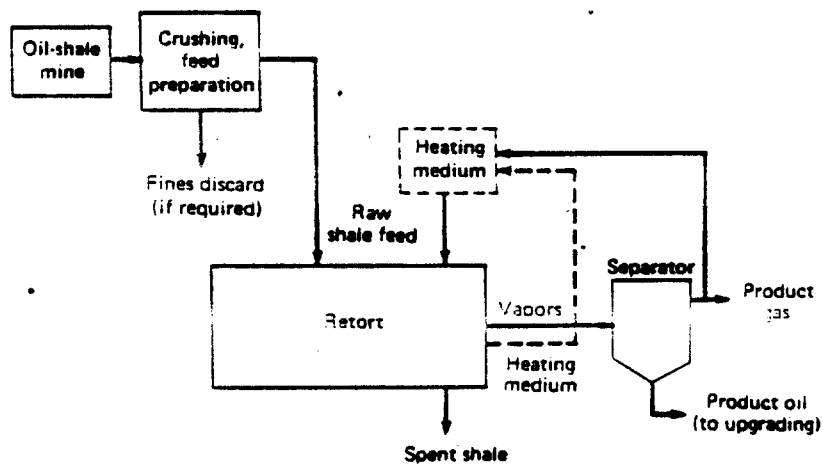 Oil-shale
mine
Crushing,
feed
preparation
Fines discard
(if required)
Heating
medium
Raw
shale feed
Separator
Retort
Vapors
Heating
medium
Product
gas
Product oil
(to upgrading)
Spent shale